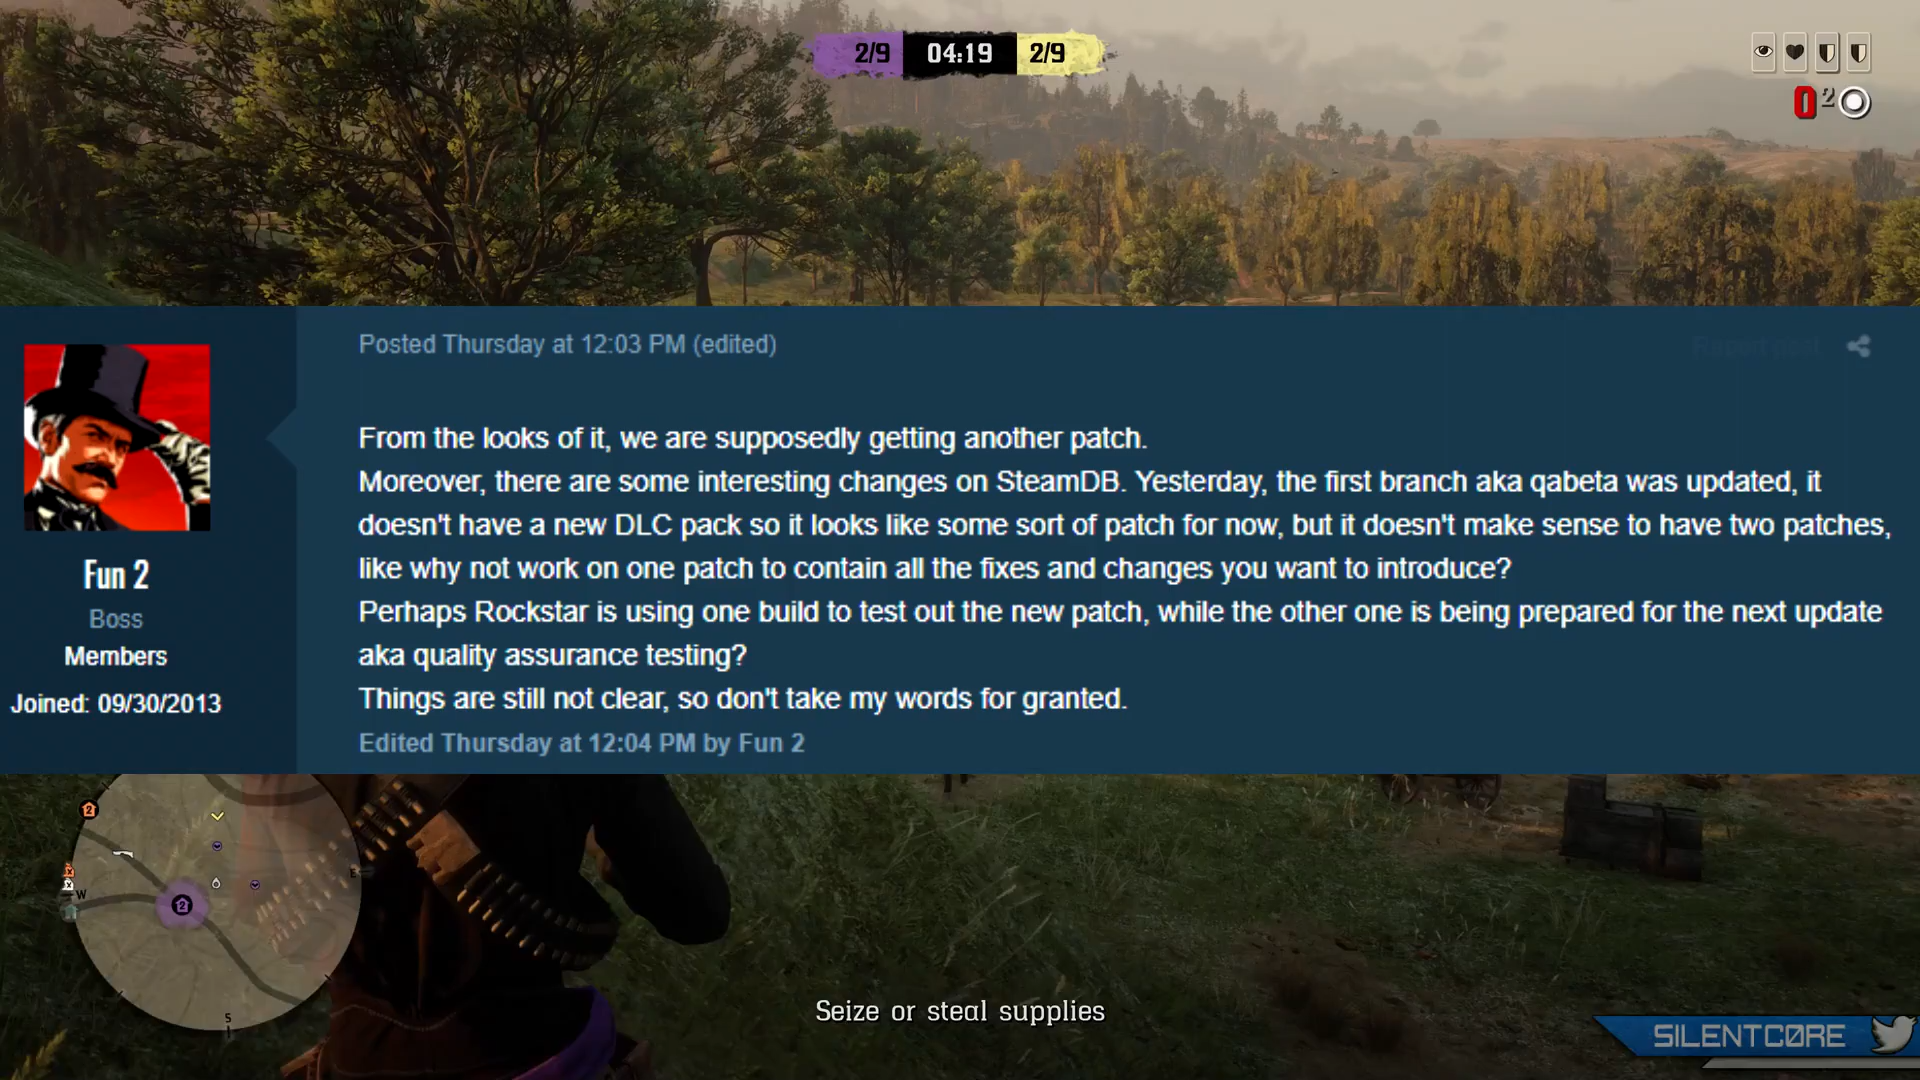 2/9 04:19 2/9
0 2
Posted Thursday at 12:03 PM (edited)
Report post
From the looks of it, we are supposedly getting another patch.
Moreover, there are some interesting changes on SteamDB. Yesterday, the first branch aka qabeta was updated, it
doesn't have a new DLC pack so it looks like some sort of patch for now, but it doesn't make sense to have two patches,
like why not work on one patch to contain all the fixes and changes you want to introduce?
Perhaps Rockstar is using one build to test out the new patch, while the other one is being prepared for the next update
aka quality assurance testing?
Things are still not clear, so don't take my words for granted.
Edited Thursday at 12:04 PM by Fun 2
Fun 2
Boss
Members
Joined: 09/30/2013
2
E
W
2
S
Seize or steal supplies
SILENTCØRE